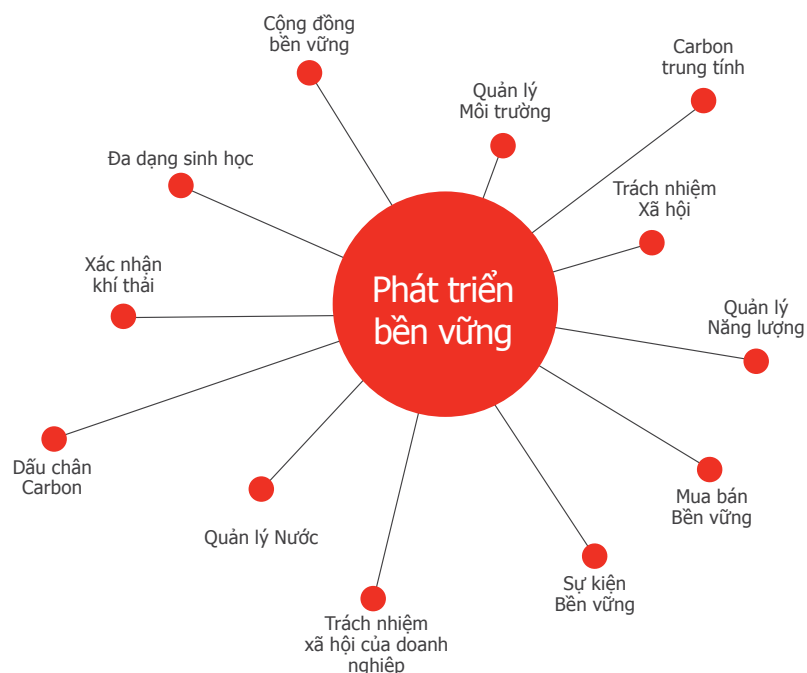 Cộng đồng
bền vững
Carbon
trung tính
Quản lý
Môi trường
Đa dạng sinh học
Trách nhiệm
Xã hội
Xác nhận
khí thải
Phát triển
bền vững
Quản lý
Năng lượng
Dấu chân
Carbon
Mua bán
Bền vững
Quản lý Nước
Sự kiện
Bền vững
Trách nhiệm
xã hội của doanh
nghiệp